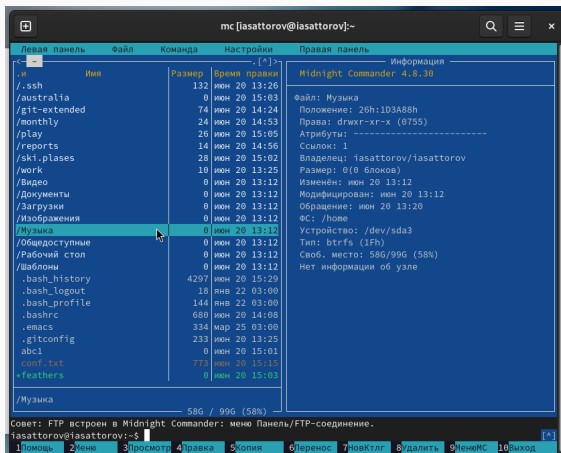 mc [iasattorov@iasattorov]:~
Левая панель Файл Команда Настройки Правая панель
<— ~ —.[^]>
.и Имя Размер Время правки
/.ssh 132 июн 20 13:26
/australia 0 июн 20 15:03
/git-extended 74 июн 20 14:24
/monthly 24 июн 20 14:53
/play 26 июн 20 15:05
/reports 14 июн 20 14:56
/ski.plases 28 июн 20 15:02
/work 10 июн 20 13:25
/Видео 0 июн 20 13:12
/Документы 0 июн 20 13:12
/Загрузки 0 июн 20 13:12
/Изображения 0 июн 20 13:12
/Музыка 0 июн 20 13:12
/Общедоступные 0 июн 20 13:12
/Рабочий стол 0 июн 20 13:12
/Шаблоны 0 июн 20 13:12
.bash_history 4297 июн 20 15:29
.bash_logout 18 янв 22 03:00
.bash_profile 144 янв 22 03:00
.bashrc 680 июн 20 14:08
.emacs 334 мар 25 03:00
.gitconfig 233 июн 20 13:25
abc1 0 июн 20 15:01
conf.txt 773 июн 20 15:15
*feathers 0 июн 20 15:03
/Музыка
58G / 99G (58%)
Информация
Midnight Commander 4.8.30
Файл: Музыка
Положение: 26h:1D3A88h
Права: drwxr-xr-x (0755)
Атрибуты: ------------------------
Ссылок: 1
Владелец: iasattorov/iasattorov
Размер: 0(0 блоков)
Изменён: июн 20 13:12
Модифицирован: июн 20 13:12
Обращение: июн 20 13:20
ФС: /home
Устройство: /dev/sda3
Тип: btrfs (1Fh)
Своб. место: 58G/99G (58%)
Нет информации об узле
Совет: FTP встроен в Midnight Commander: меню Панель/FTP-соединение.
iasattorov@iasattorov:~$ [^]
1Помощь 2Меню 3Просмотр 4Правка 5Копия 6Перенос 7НовКтлг 8Удалить 9МенюMC 10Выход